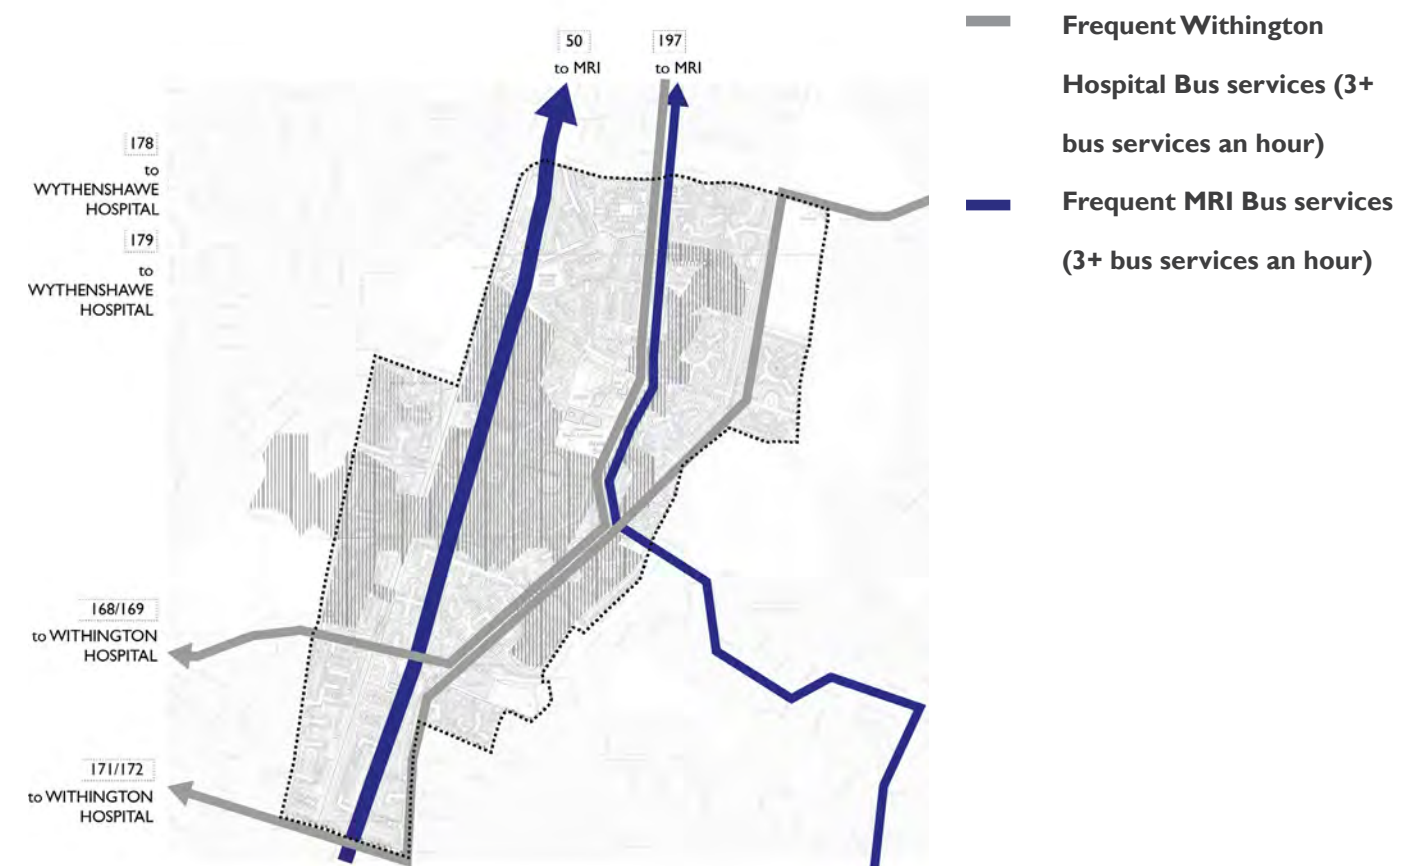 50
to MRI
197
to MRI
178
to
WYTHENSHAWE
HOSPITAL
179
to
WYTHENSHAWE
HOSPITAL
168/169
to WITHINGTON
HOSPITAL
171/172
to WITHINGTON
HOSPITAL
Frequent Withington
Hospital Bus services (3+
bus services an hour)
Frequent MRI Bus services
(3+ bus services an hour)